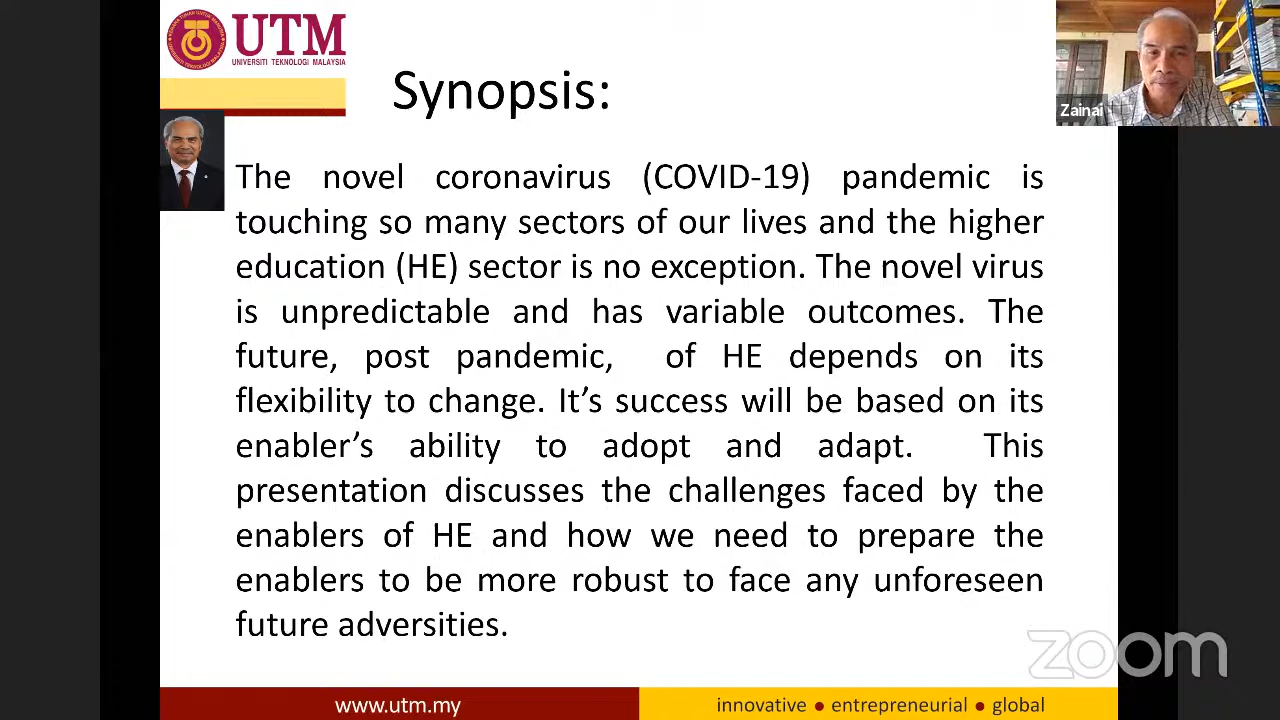 UTM
UNIVERSITI TEKNOLOGI MALAYSIA
Synopsis:
Zainai
The novel coronavirus (COVID-19) pandemic is
touching so many sectors of our lives and the higher
education (HE) sector is no exception. The novel virus
is unpredictable and has variable outcomes. The
future, post pandemic, of HE depends on its
flexibility to change. It’s success will be based on its
enabler’s ability to adopt and adapt. This
presentation discusses the challenges faced by the
enablers of HE and how we need to prepare the
enablers to be more robust to face any unforeseen
future adversities.
zoom
www.utm.my
innovative ● entrepreneurial ● global